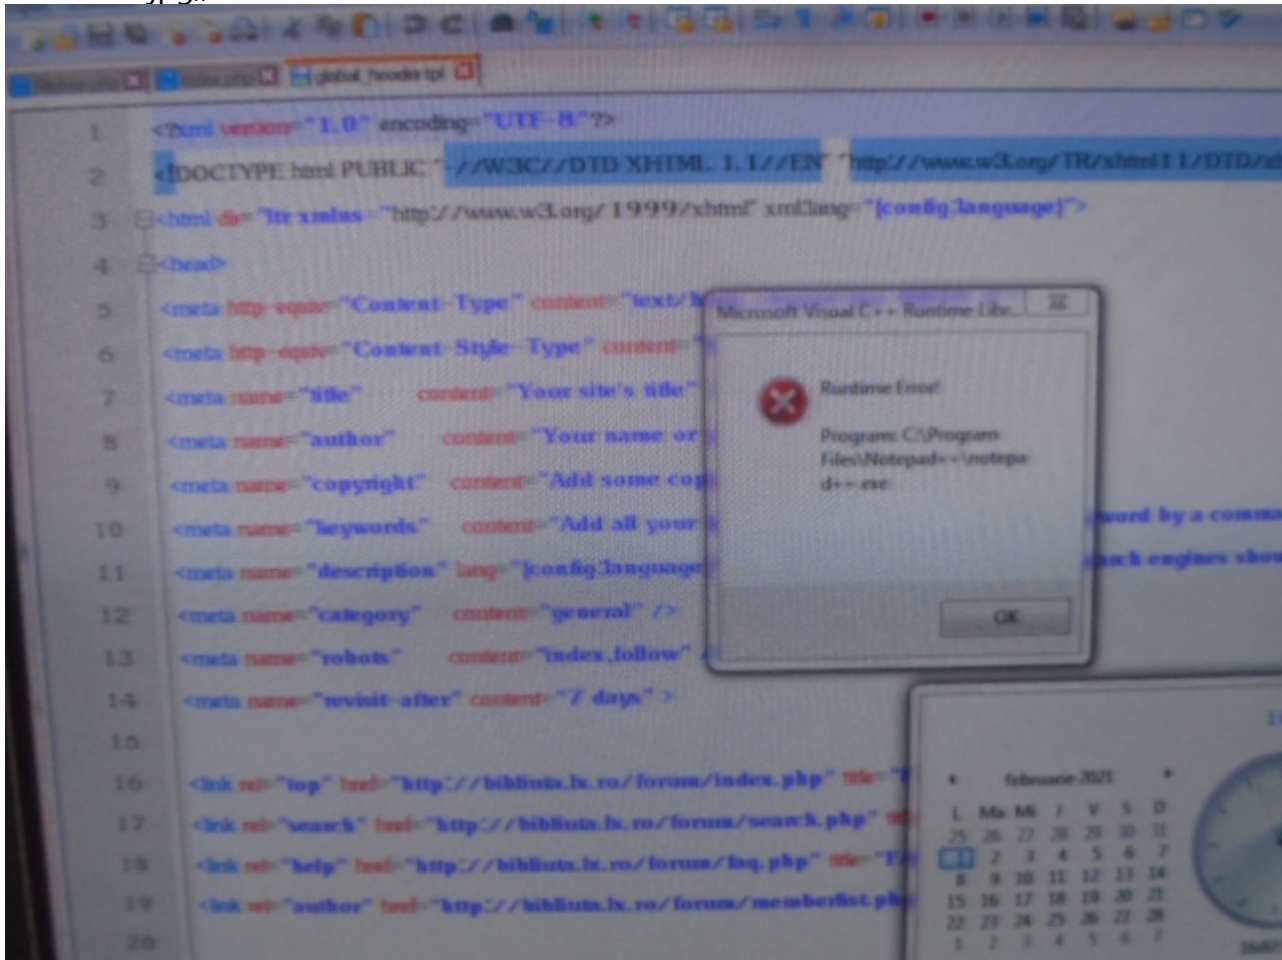 global_header.tpl
1 <?xml version="1.0" encoding="UTF-8"?>
2 <!DOCTYPE html PUBLIC "-//W3C//DTD XHTML 1.1//EN" "http://www.w3.org/TR/xhtml11/DTD/xh
3 <html dir="ltr xmlns="http://www.w3.org/1999/xhtml" xml:lang="{config:language}">
4 <head>
5 <meta http-equiv="Content-Type" content="text/h
6 <meta http-equiv="Content-Style-Type" content="
7 <meta name="title" content="Your site's title"
8 <meta name="author" content="Your name or
9 <meta name="copyright" content="Add some cop
10 <meta name="keywords" content="Add all your word by a comma
11 <meta name="description" lang="{config:language arch engines shou
12 <meta name="category" content="general" />
13 <meta name="robots" content="index,follow"
14 <meta name="revisit-after" content="7 days" >
15
16 <link rel="top" href="http://bibliuta.lx.ro/forum/index.php" title="
17 <link rel="search" href="http://bibliuta.lx.ro/forum/search.php"
18 <link rel="help" href="http://bibliuta.lx.ro/forum/faq.php" title="
19 <link rel="author" href="http://bibliuta.lx.ro/forum/memberlist.ph
20
Microsoft Visual C++ Runtime Libr...
Runtime Error!
Program: C:\Program
Files\Notepad++\notepa
d++.exe
OK
februarie 2021
L Ma Mi J V S D
25 26 27 28 29 30 31
1 2 3 4 5 6 7
8 9 10 11 12 13 14
15 16 17 18 19 20 21
22 23 24 25 26 27 28
1 2 3 4 5 6 7